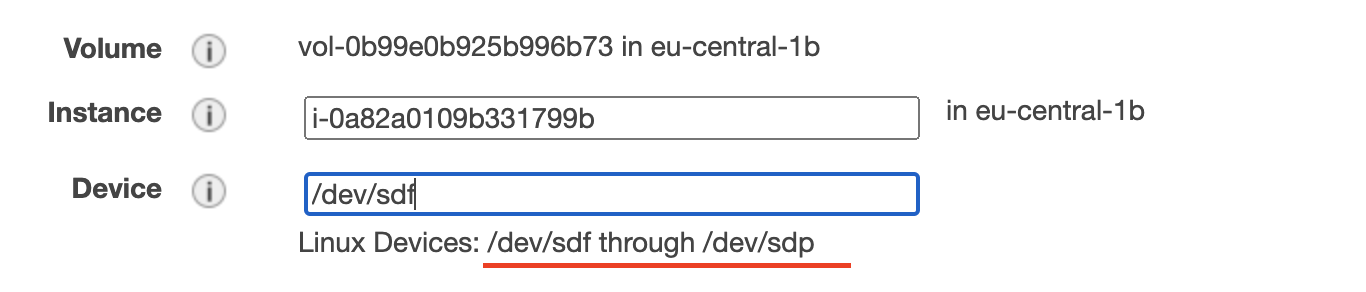 Volume i vol-0b99e0b925b996b73 in eu-central-1b
Instance i i-0a82a0109b331799b in eu-central-1b
Device i /dev/sdf
Linux Devices: /dev/sdf through /dev/sdp